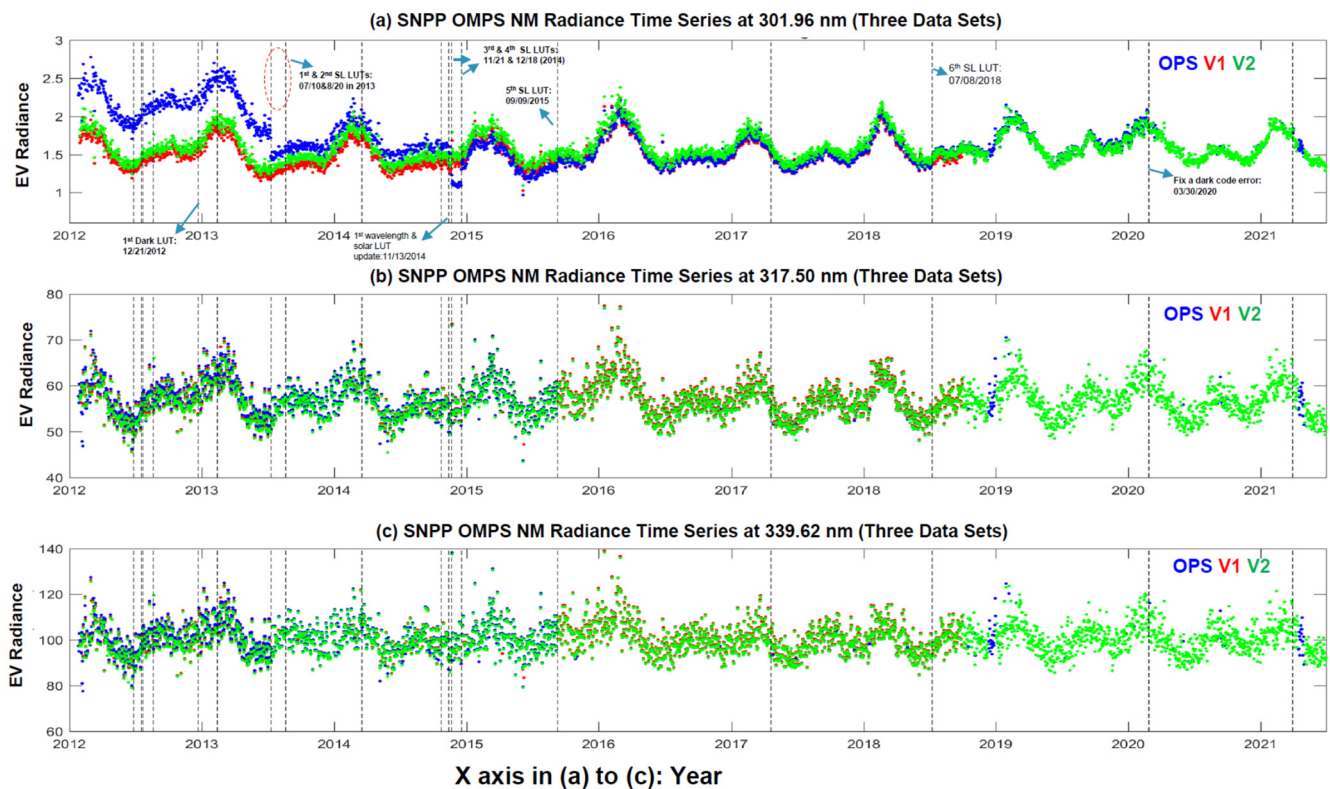 (a) SNPP OMPS NM Radiance Time Series at 301.96 nm (Three Data Sets)
3
2.5
2
1.5
1
EV Radiance
1st & 2nd SL LUTs:
07/10&8/20 in 2013
3rd & 4th SL LUTs:
11/21 & 12/18 (2014)
5th SL LUT:
09/09/2015
6th SL LUT:
07/08/2018
OPS V1 V2
1st Dark LUT:
12/21/2012
1st wavelength &
solar LUT
update:11/13/2014
Fix a dark code error:
03/30/2020
2012 2013 2014 2015 2016 2017 2018 2019 2020 2021
(b) SNPP OMPS NM Radiance Time Series at 317.50 nm (Three Data Sets)
80
70
60
50
40
EV Radiance
OPS V1 V2
2012 2013 2014 2015 2016 2017 2018 2019 2020 2021
(c) SNPP OMPS NM Radiance Time Series at 339.62 nm (Three Data Sets)
140
120
100
80
60
EV Radiance
OPS V1 V2
2012 2013 2014 2015 2016 2017 2018 2019 2020 2021
X axis in (a) to (c): Year